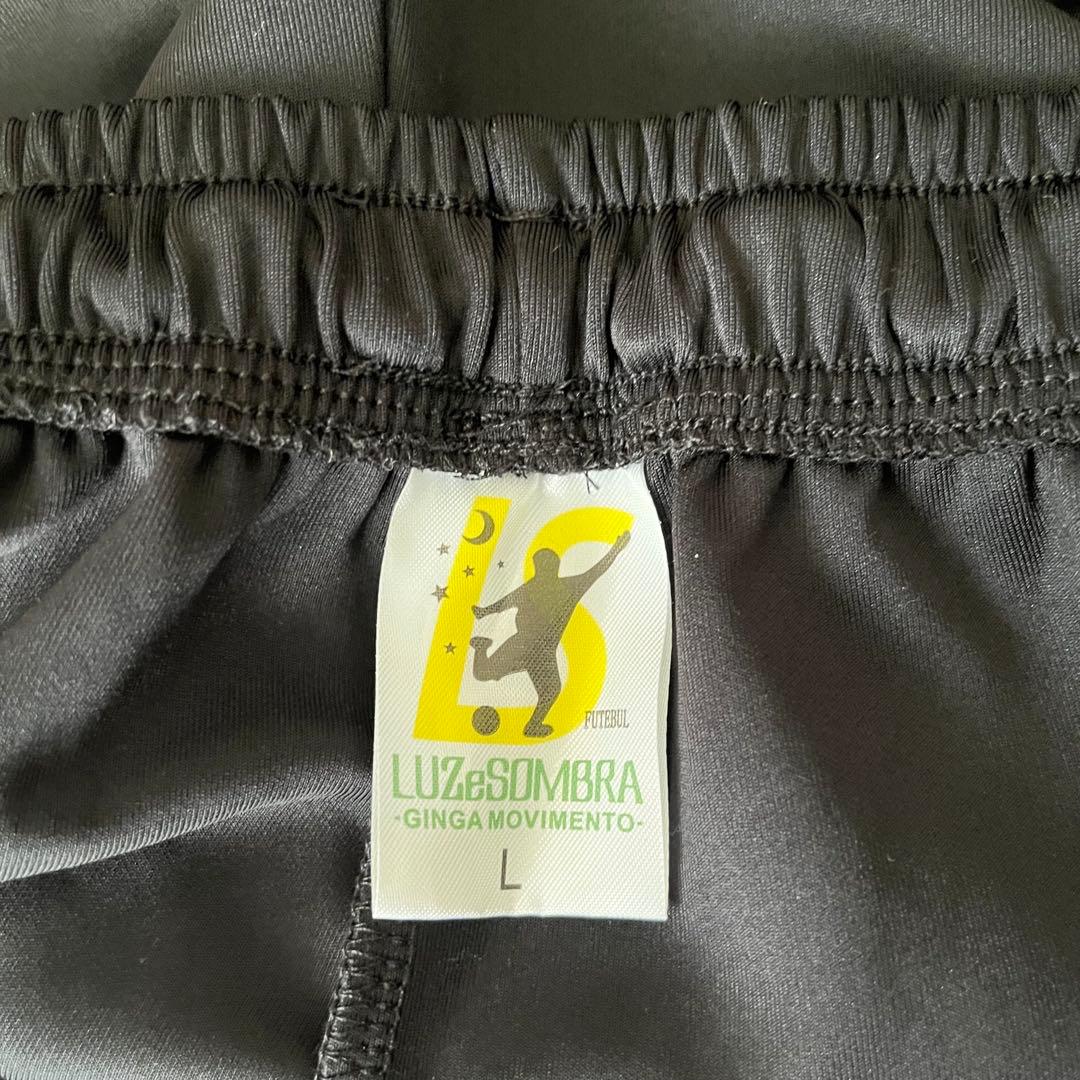 LS
FUTEBUL
LUZeSOMBRA
-GINGA MOVIMENTO-
L